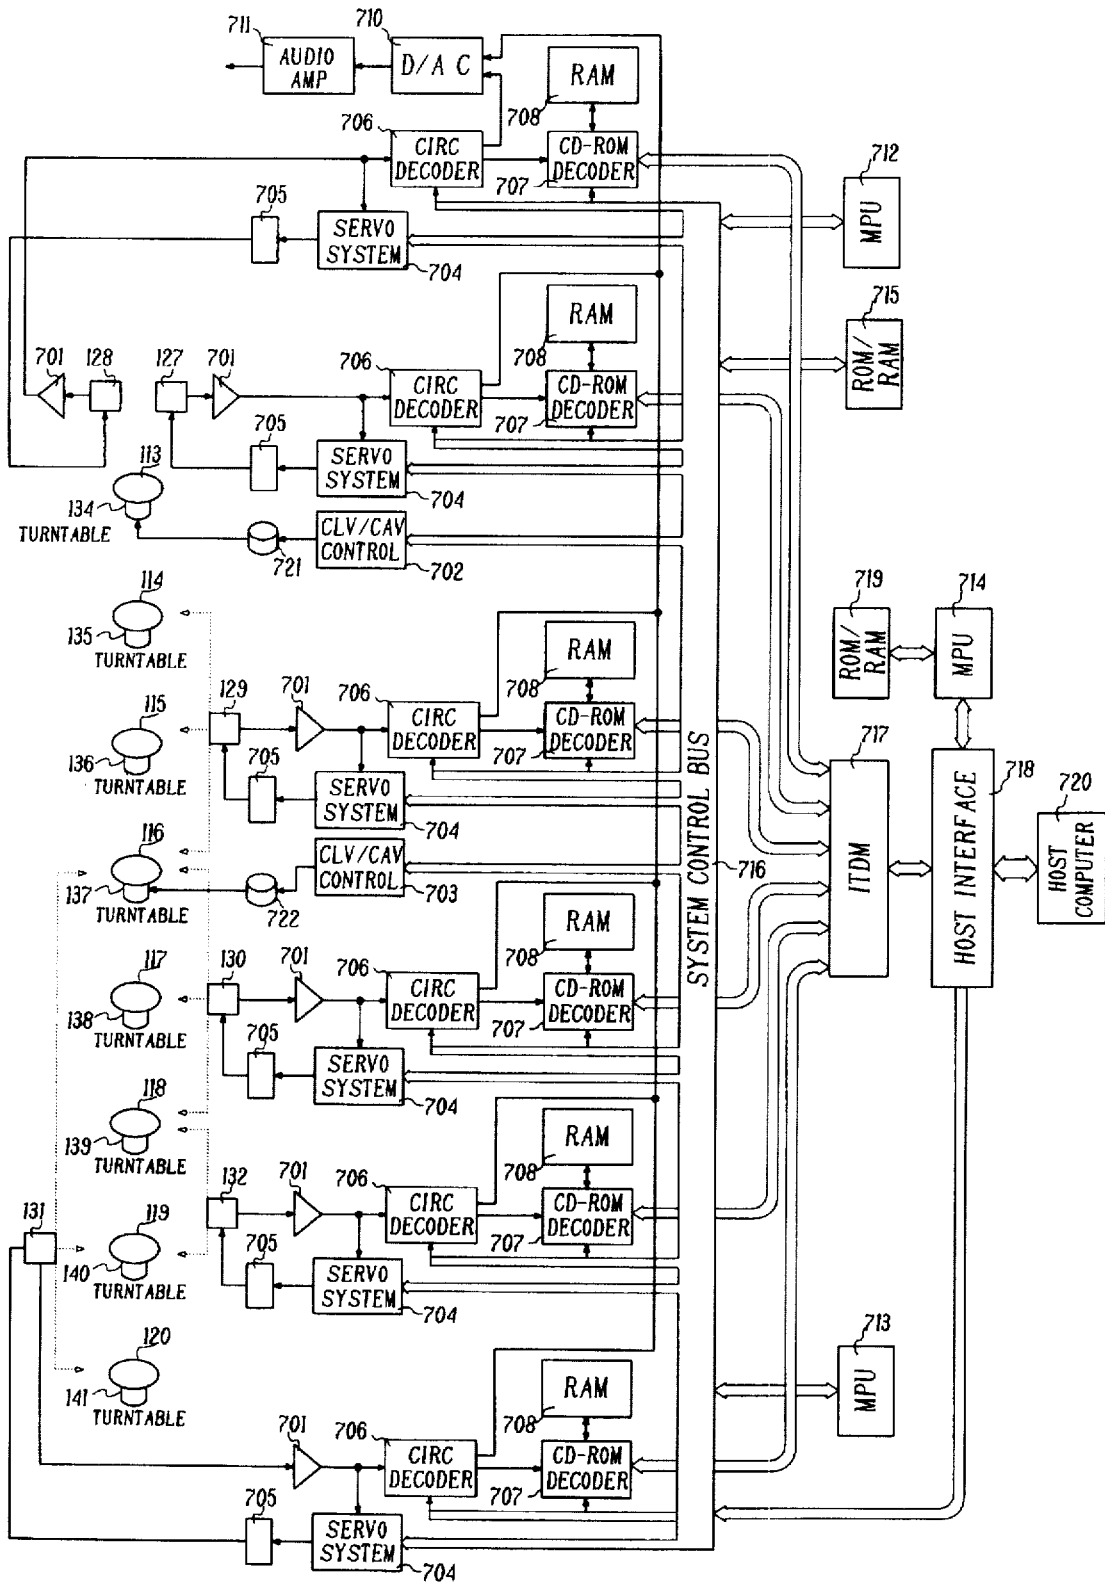 711
AUDIO
AMP
710
D/A C
RAM
708
706
CIRC
DECODER
CD-ROM
DECODER
707
712
MPU
705
SERVO
SYSTEM
704
715
ROM/
RAM
RAM
708
701
128
127
701
706
CIRC
DECODER
CD-ROM
DECODER
707
705
SERVO
SYSTEM
704
113
134
TURNTABLE
721
CLV/CAV
CONTROL
702
114
135
TURNTABLE
719
ROM/
RAM
714
MPU
RAM
708
129
701
706
CIRC
DECODER
CD-ROM
DECODER
707
115
136
TURNTABLE
705
SERVO
SYSTEM
704
SYSTEM CONTROL BUS
716
717
ITDM
718
HOST INTERFACE
720
HOST
COMPUTER
116
137
TURNTABLE
722
CLV/CAV
CONTROL
703
RAM
708
117
138
TURNTABLE
130
701
706
CIRC
DECODER
CD-ROM
DECODER
707
705
SERVO
SYSTEM
704
118
139
TURNTABLE
RAM
708
132
701
706
CIRC
DECODER
CD-ROM
DECODER
707
131
119
140
TURNTABLE
705
SERVO
SYSTEM
704
120
141
TURNTABLE
713
MPU
RAM
708
701
706
CIRC
DECODER
CD-ROM
DECODER
707
705
SERVO
SYSTEM
704